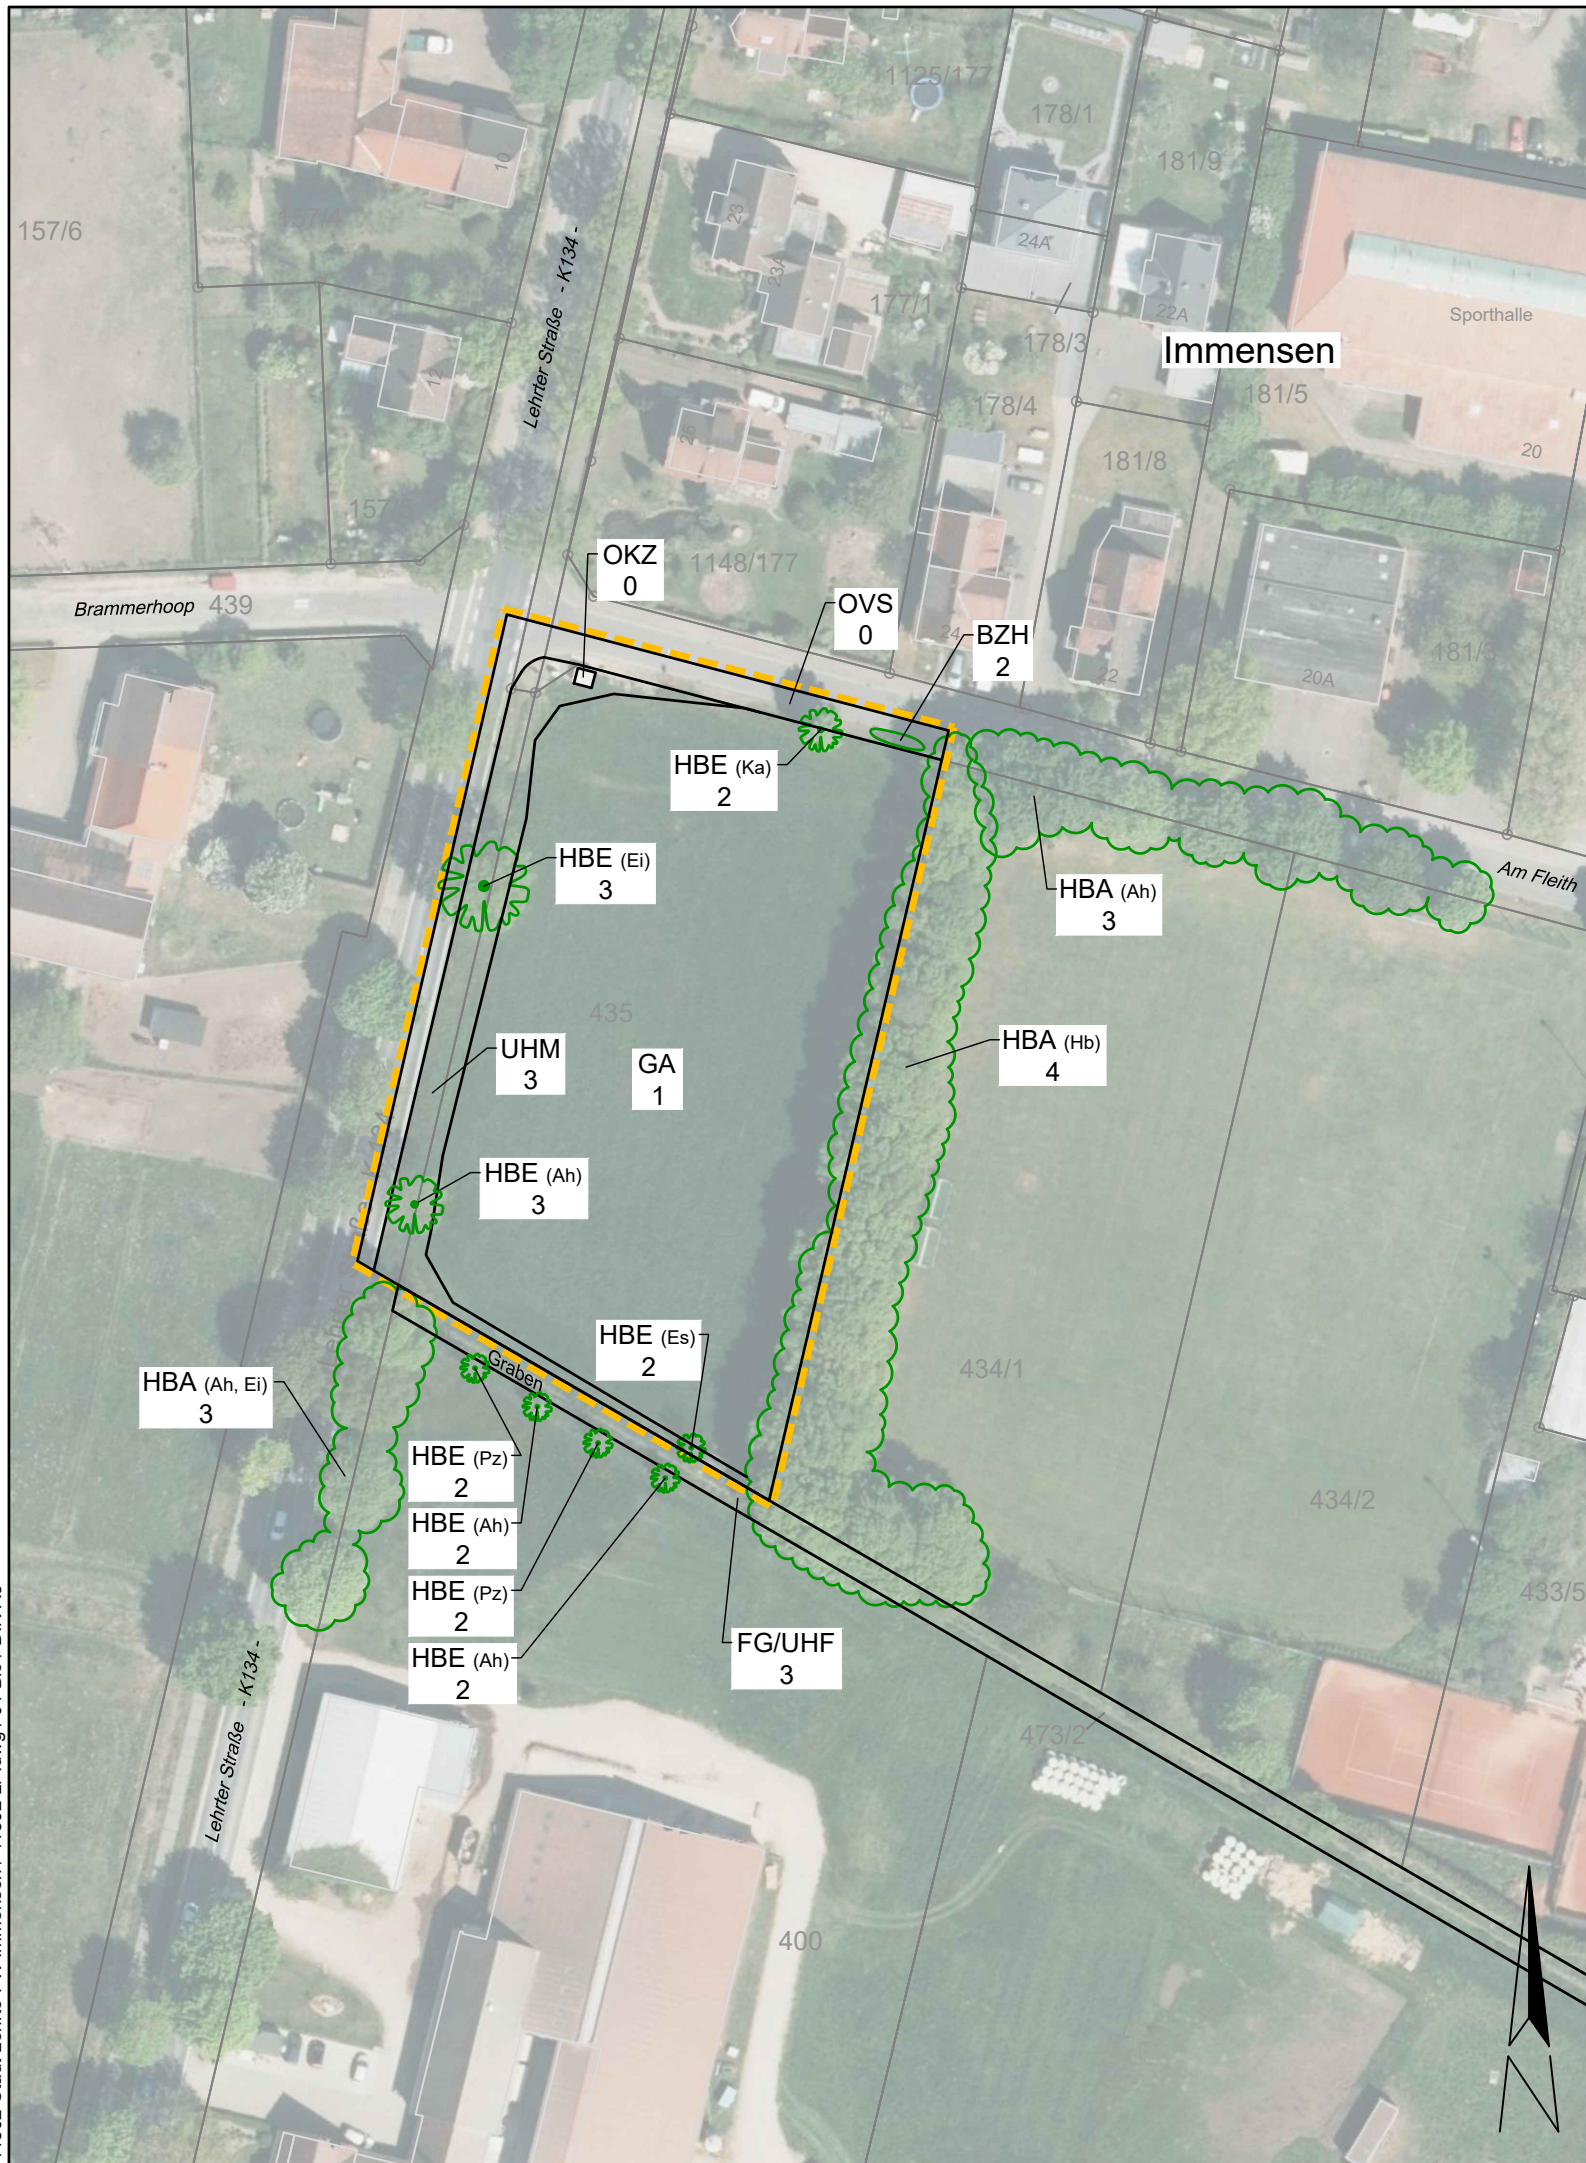 1125/177
178/1
10
181/9
157/4
157/6
23
24A
23A
177/1
22A
Sporthalle
178/3
Immensen
Lehrter Straße - K134 -
12
181/5
178/4
26
20
181/8
OKZ
0
1148/177
Brammerhoop
439
OVS
0
24
BZH
2
22
20A
1
HBE (Ka)
2
HBE (Ei)
3
Am Fleith
HBA (Ah)
3
435
UHM
3
GA
1
HBA (Hb)
4
HBE (Ah)
3
HBE (Es)
2
Graben
434/1
HBA (Ah, Ei)
3
HBE (Pz)
2
434/2
HBE (Ah)
2
HBE (Pz)
2
433/5
FG/UHF
3
HBE (Ah)
2
Lehrter Straße - K134 -
473/2
400
N